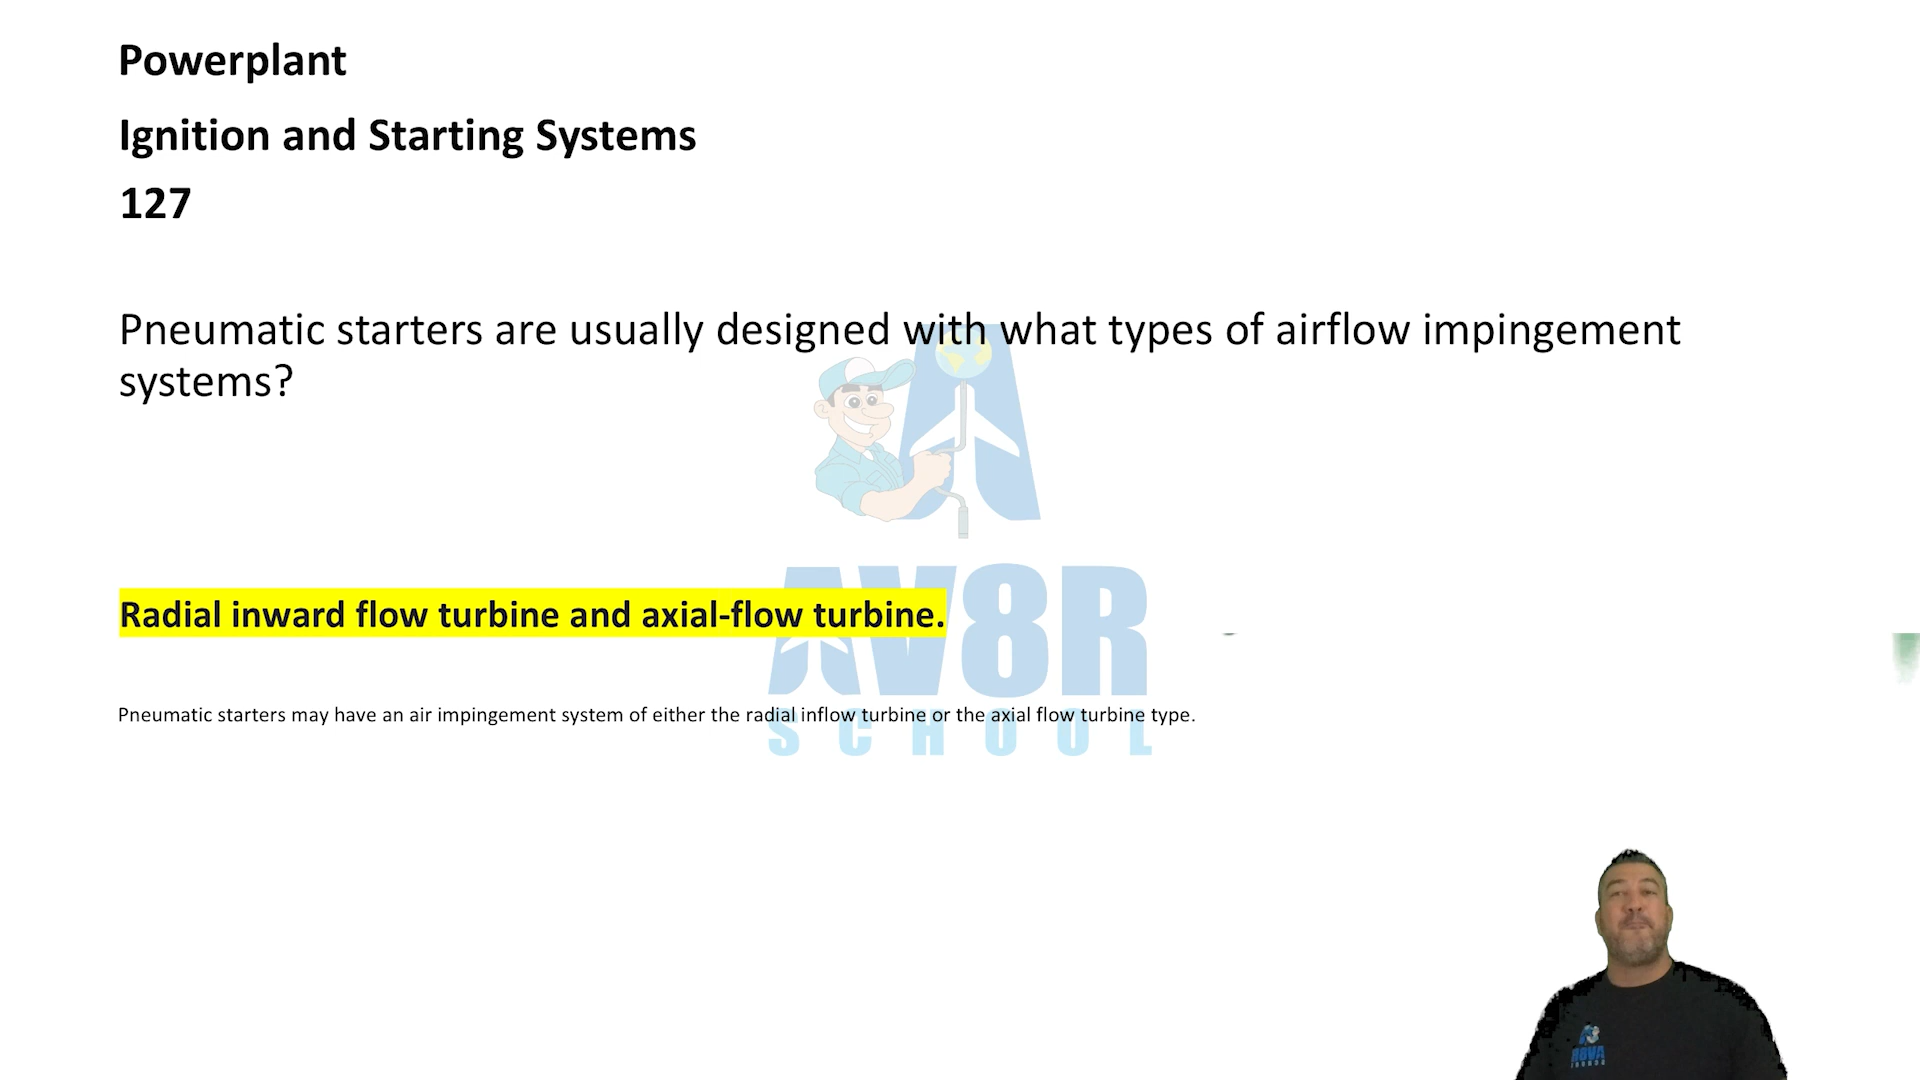 Powerplant
Ignition and Starting Systems
127
Pneumatic starters are usually designed with what types of airflow impingement
systems?
Radial inward flow turbine and axial-flow turbine.
AV8R
Pneumatic starters may have an air impingement system of either the radial inflow turbine or the axial flow turbine type.
SCHOOL